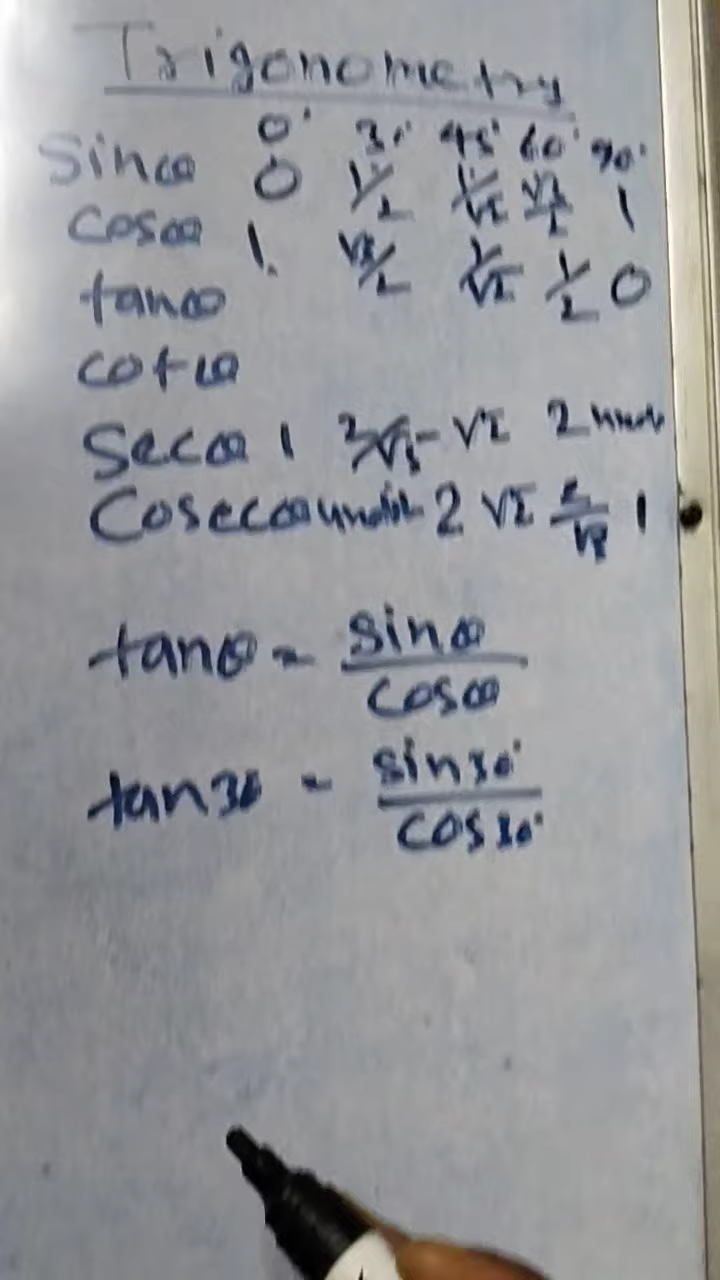 Trigonometry
0° 30° 45° 60° 90°
Sinθ 0 1/2 1/√2 √3/2 1
Cosθ 1 √3/2 1/√2 1/2 0
tanθ
cotθ
Secθ 1 2/√3 √2 2
Cosecθ 2 √2 2/√3 1
tanθ = sinθ/cosθ
tan30 = sin30°/cos30°